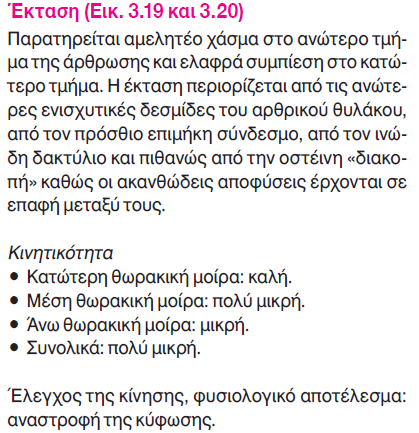 Έκταση (Εικ. 3.19 και 3.20)
Παρατηρείται αμελητέο χάσμα στο ανώτερο τμή-
μα της άρθρωσης και ελαφρά συμπίεση στο κατώ-
τερο τμήμα. Η έκταση περιορίζεται από τις ανώτε-
ρες ενισχυτικές δεσμίδες του αρθρικού θυλάκου,
από τον πρόσθιο επιμήκη σύνδεσμο, από τον ινώ-
δη δακτύλιο και πιθανώς από την οστέινη «διακο-
πή» καθώς οι ακανθώδεις αποφύσεις έρχονται σε
επαφή μεταξύ τους.
Κινητικότητα
• Κατώτερη θωρακική μοίρα: καλή.
• Μέση θωρακική μοίρα: πολύ μικρή.
• Άνω θωρακική μοίρα: μικρή.
• Συνολικά: πολύ μικρή.
Έλεγχος της κίνησης, φυσιολογικό αποτέλεσμα:
αναστροφή της κύφωσης.